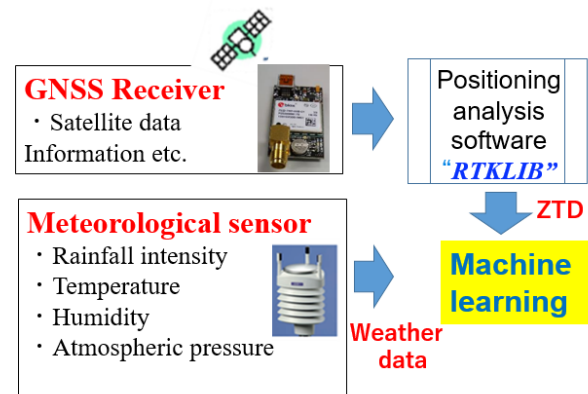 GNSS Receiver
・Satellite data
Information etc.
Positioning
analysis
software
“RTKLIB”
ZTD
Meteorological sensor
・Rainfall intensity
・Temperature
・Humidity
・Atmospheric pressure
Weather
data
Machine
learning